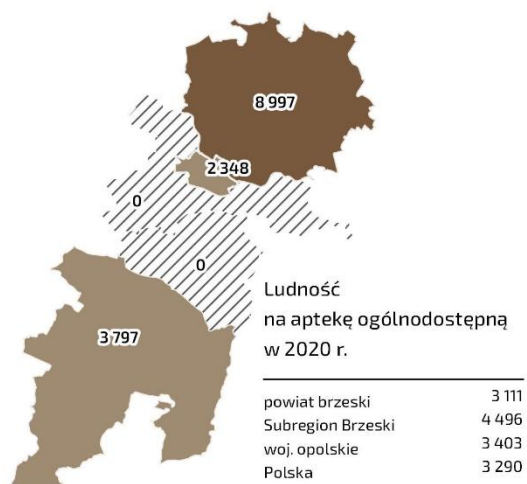 8 997
2 348
0
0
3 797
Ludność
na aptekę ogólnodostępną
w 2020 r.
powiat brzeski 3 111
Subregion Brzeski 4 496
woj. opolskie 3 403
Polska 3 290